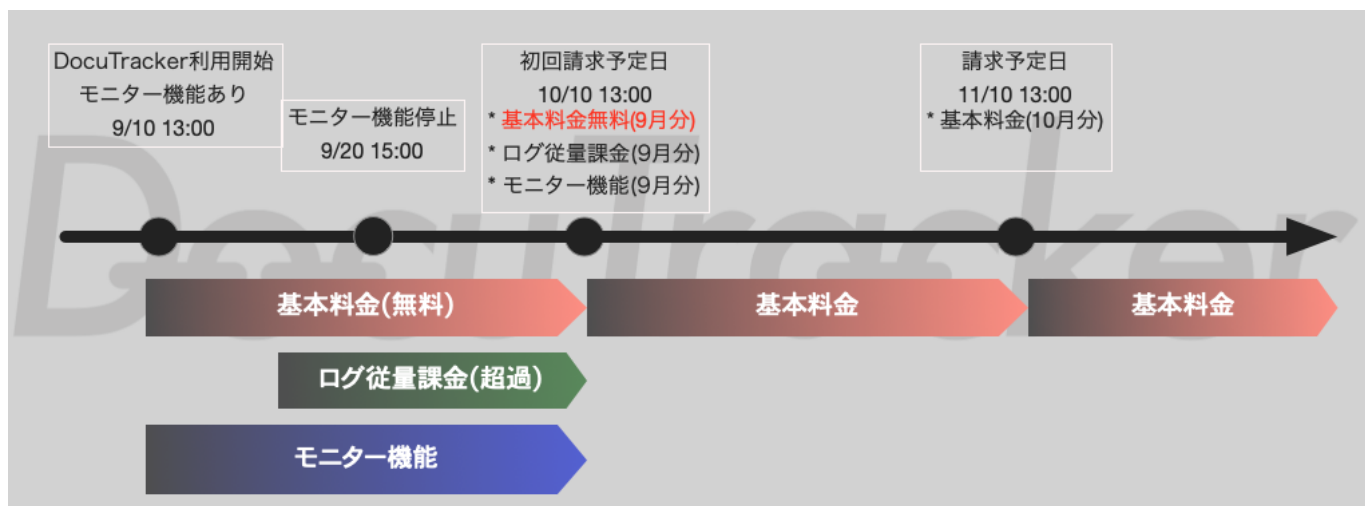 DocuTracker利用開始
モニター機能あり
9/10 13:00
モニター機能停止
9/20 15:00
初回請求予定日
10/10 13:00
* 基本料金無料(9月分)
* ログ従量課金(9月分)
* モニター機能(9月分)
請求予定日
11/10 13:00
* 基本料金(10月分)
DocuTracker
基本料金(無料)
基本料金
基本料金
ログ従量課金(超過)
モニター機能